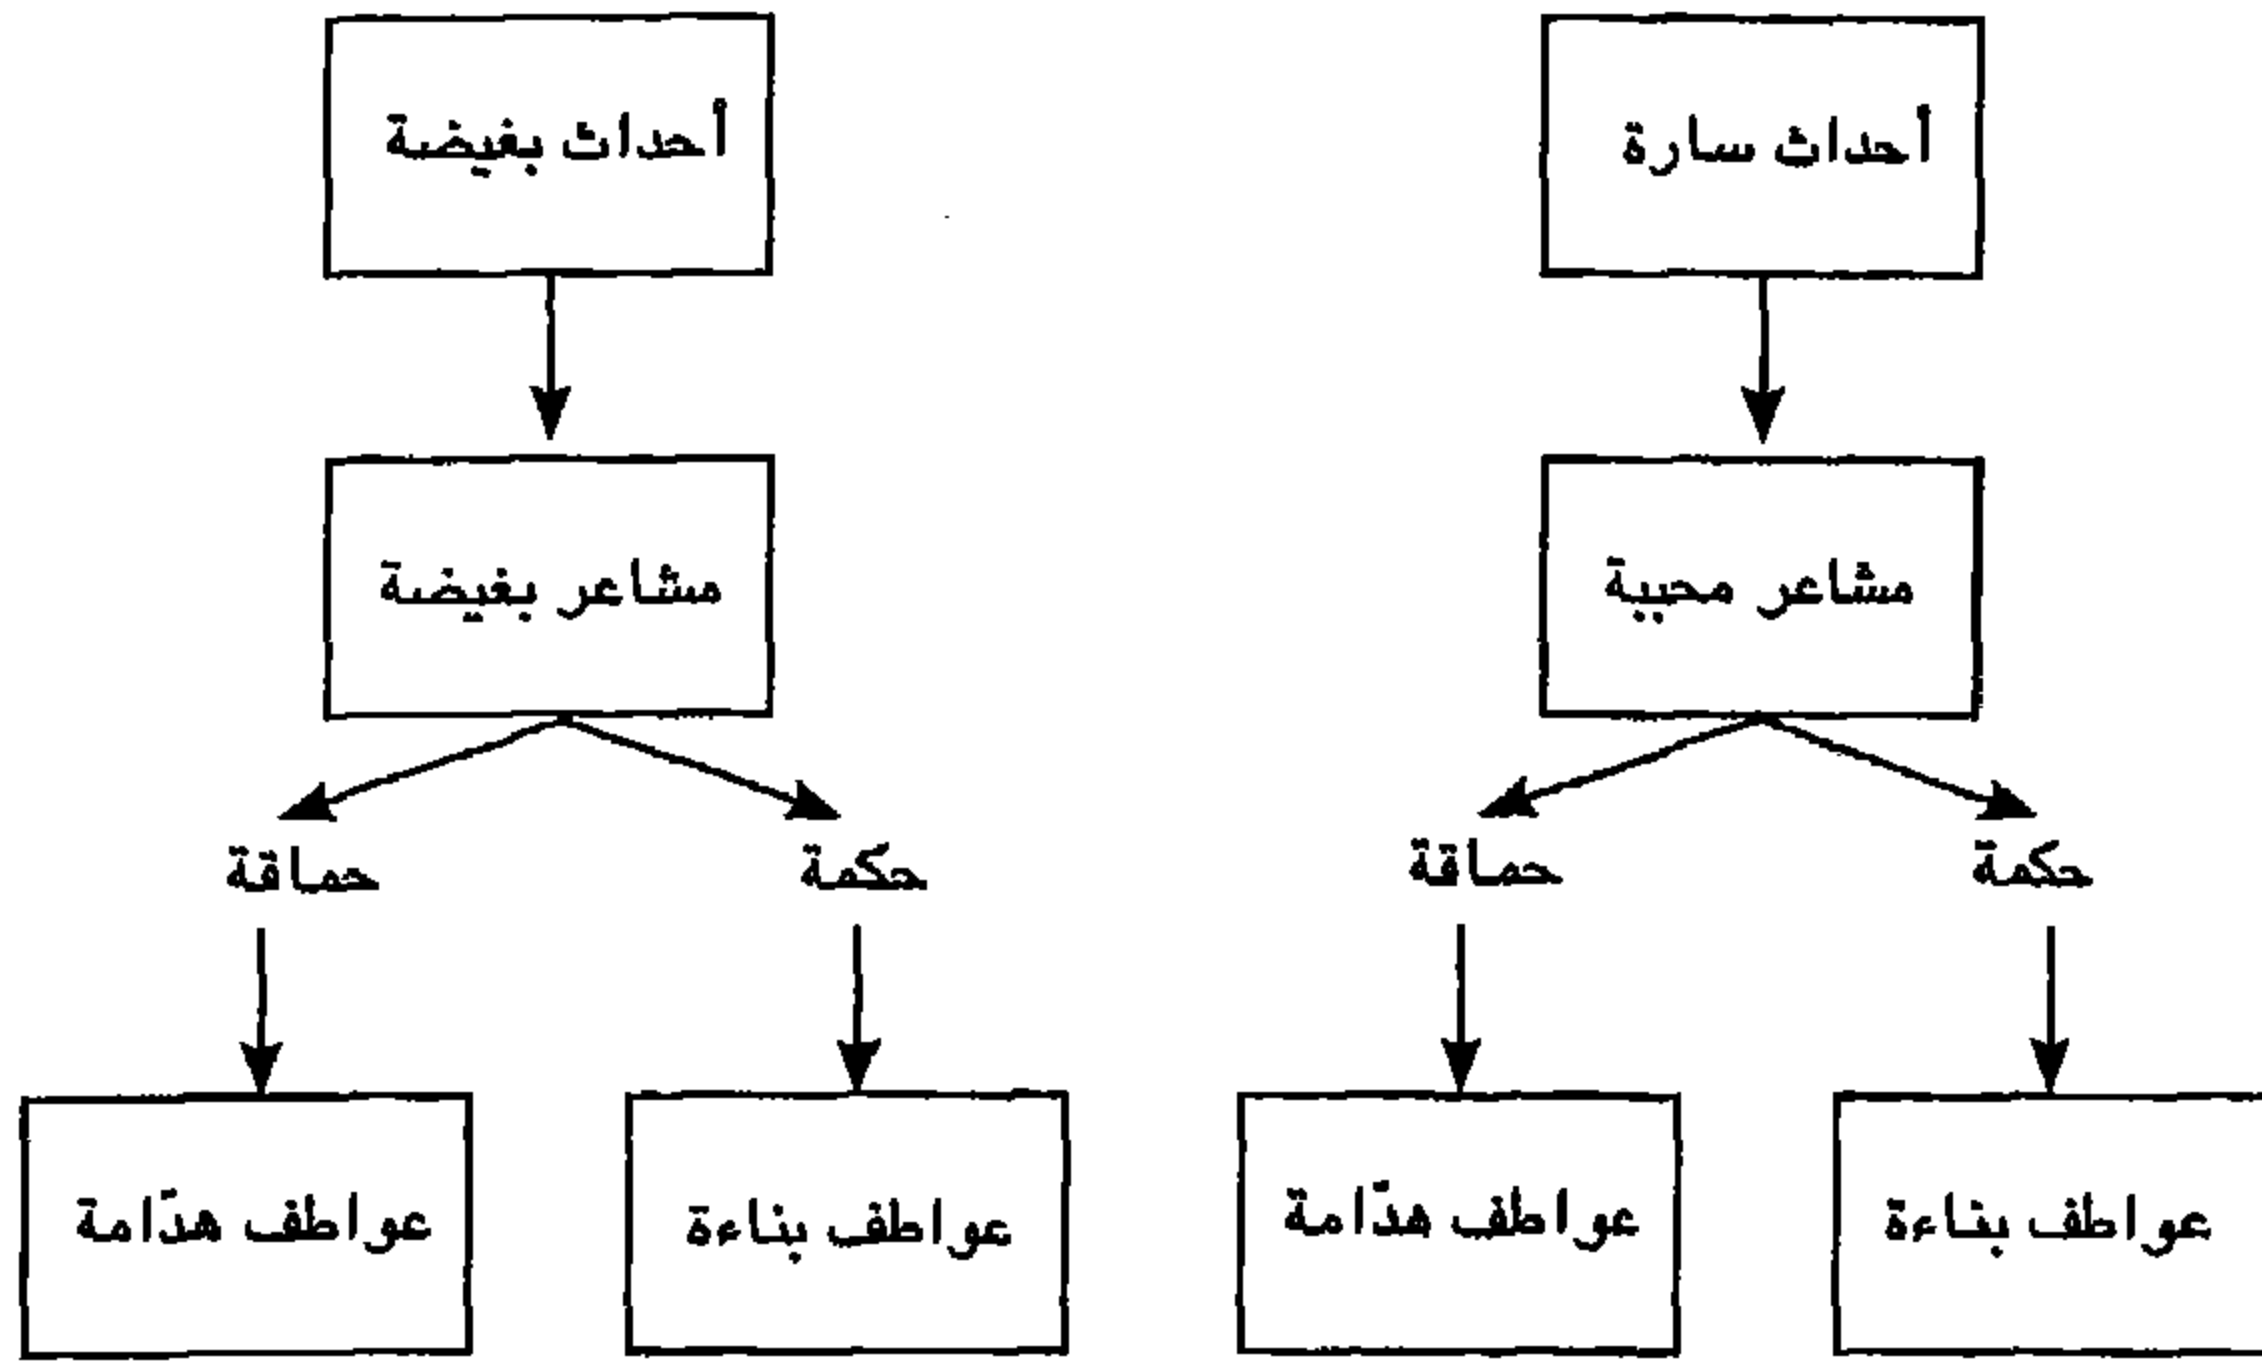 أحداث سارة
أحداث بغيضة
مشاعر محببة
مشاعر بغيضة
حكمة
حماقة
حكمة
حماقة
عواطف بناءة
عواطف هدّامة
عواطف بناءة
عواطف هدّامة